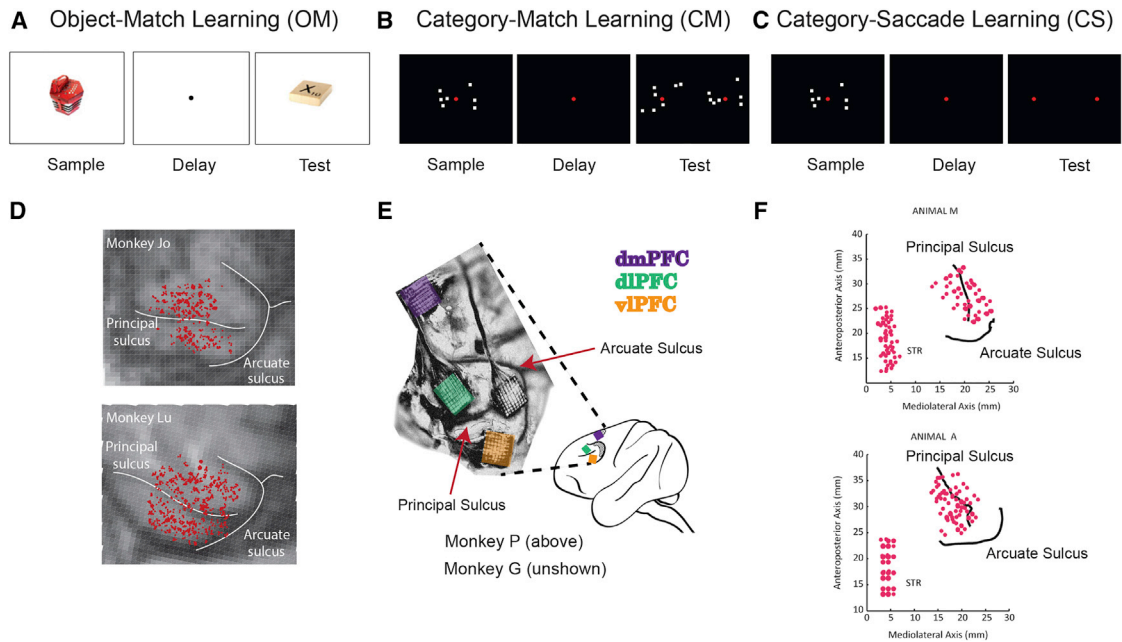 A Object-Match Learning (OM)
Sample Delay Test
B Category-Match Learning (CM)
Sample Delay Test
C Category-Saccade Learning (CS)
Sample Delay Test
X
D
Monkey Jo
Principal
sulcus
Arcuate
sulcus
Monkey Lu
Principal
sulcus
Arcuate
sulcus
E
dmPFC
dlPFC
vlPFC
Arcuate Sulcus
Principal Sulcus
Monkey P (above)
Monkey G (unshown)
F
ANIMAL M
Principal Sulcus
Arcuate Sulcus
STR
Anteroposterior Axis (mm)
30
25
20
15
0 5 10 15 20 25 30
Mediolateral Axis (mm)
ANIMAL A
Principal Sulcus
Arcuate Sulcus
STR
Anteroposterior Axis (mm)
40
35
30
25
20
15
10
0 5 10 15 20 25 30
Mediolateral Axis (mm)